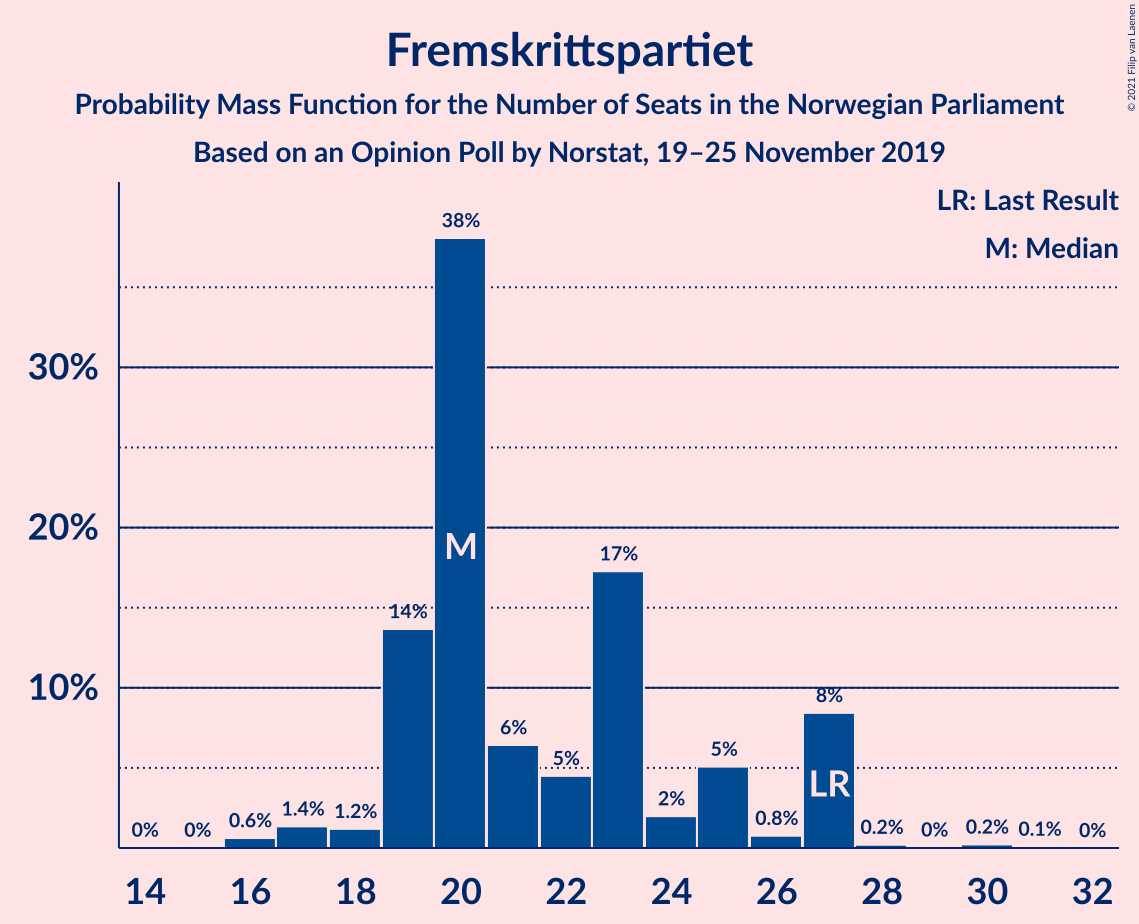 Fremskrittspartiet
Probability Mass Function for the Number of Seats in the Norwegian Parliament
Based on an Opinion Poll by Norstat, 19–25 November 2019
© 2021 Filip van Laenen
LR: Last Result
M: Median
30%
20%
10%
0%
0%
0.6%
1.4%
1.2%
14%
38%
M
6%
5%
17%
2%
5%
0.8%
8%
LR
0.2%
0%
0.2%
0.1%
0%
14 16 18 20 22 24 26 28 30 32